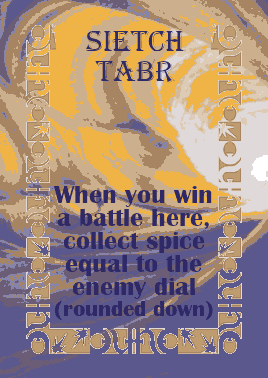 SIETCH
TABR
When you win
a battle here,
collect spice
equal to the
enemy dial
(rounded down)